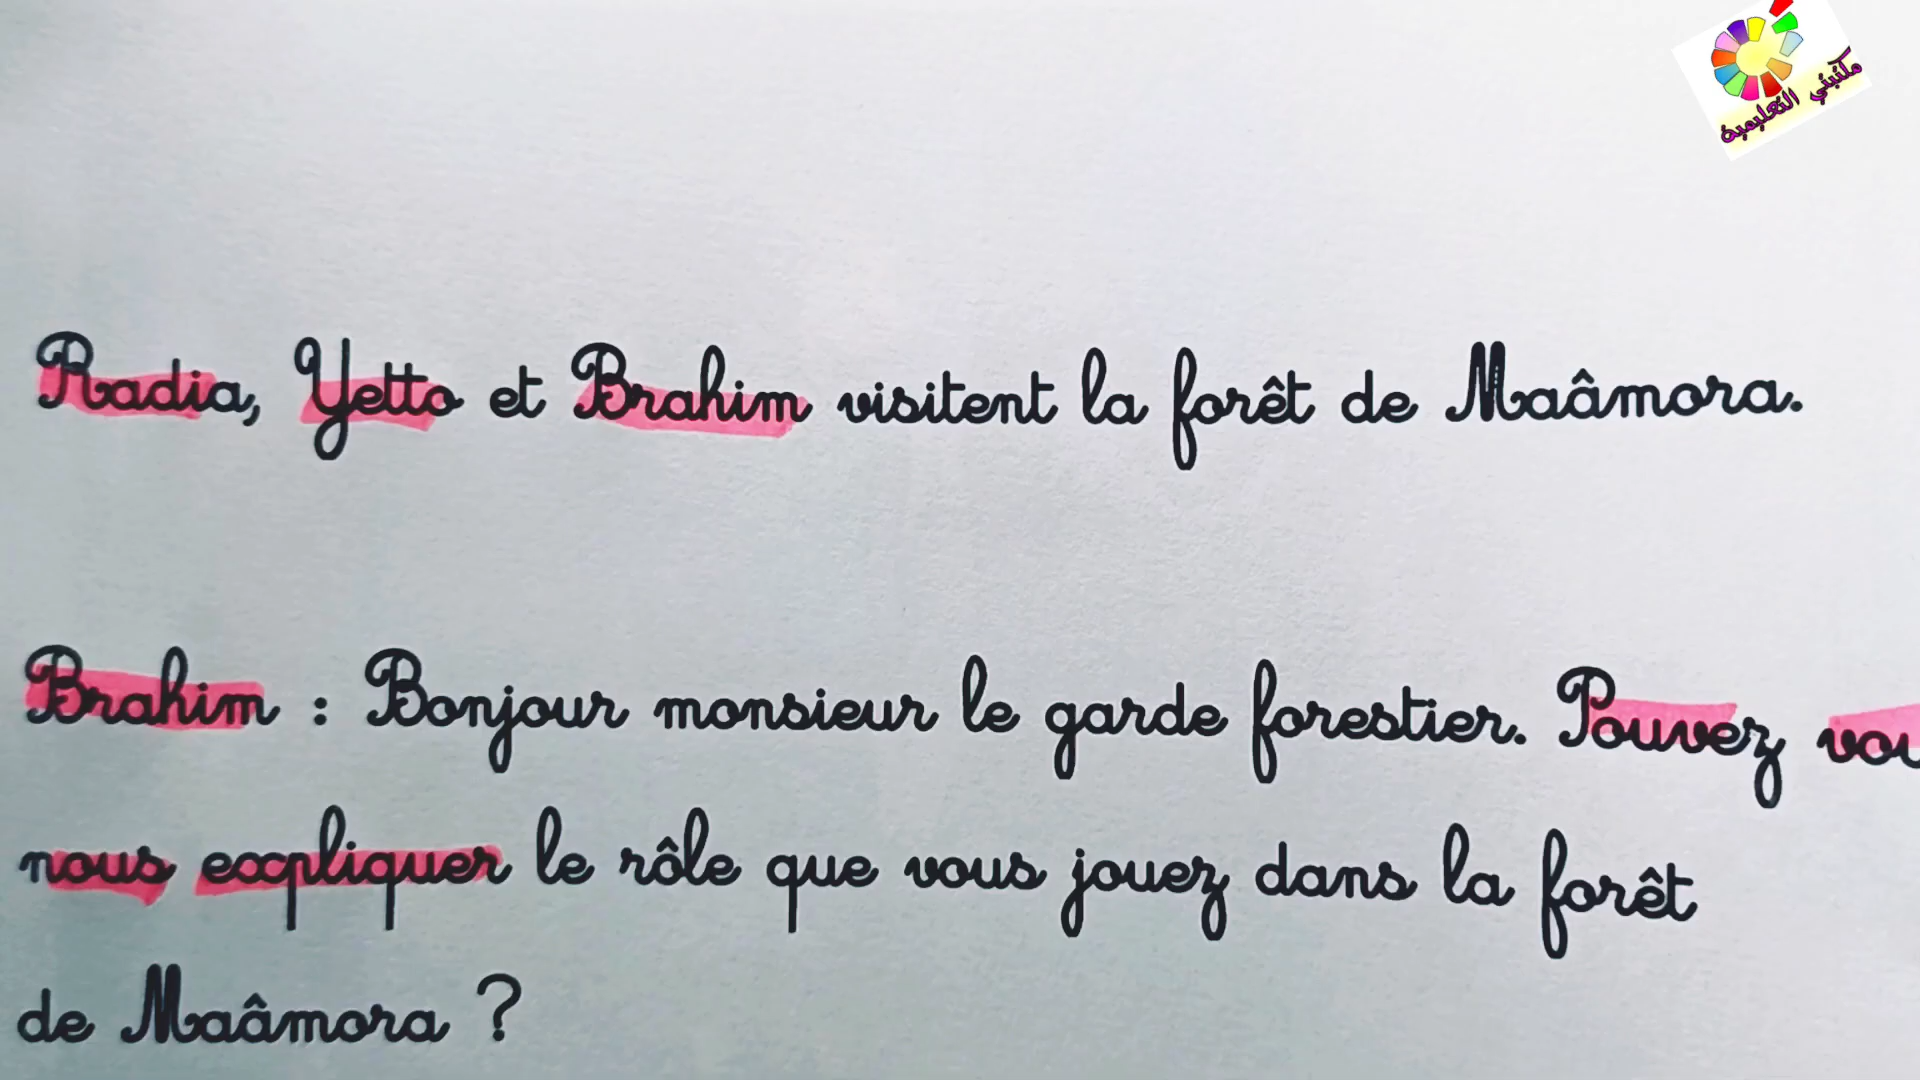 مكتبتي التعليمية
Radia, Yetto et Brahim visitent la forêt de Maâmora.
Brahim : Bonjour monsieur le garde forestier. Pouvez vou
nous expliquer le rôle que vous jouez dans la forêt
de Maâmora ?